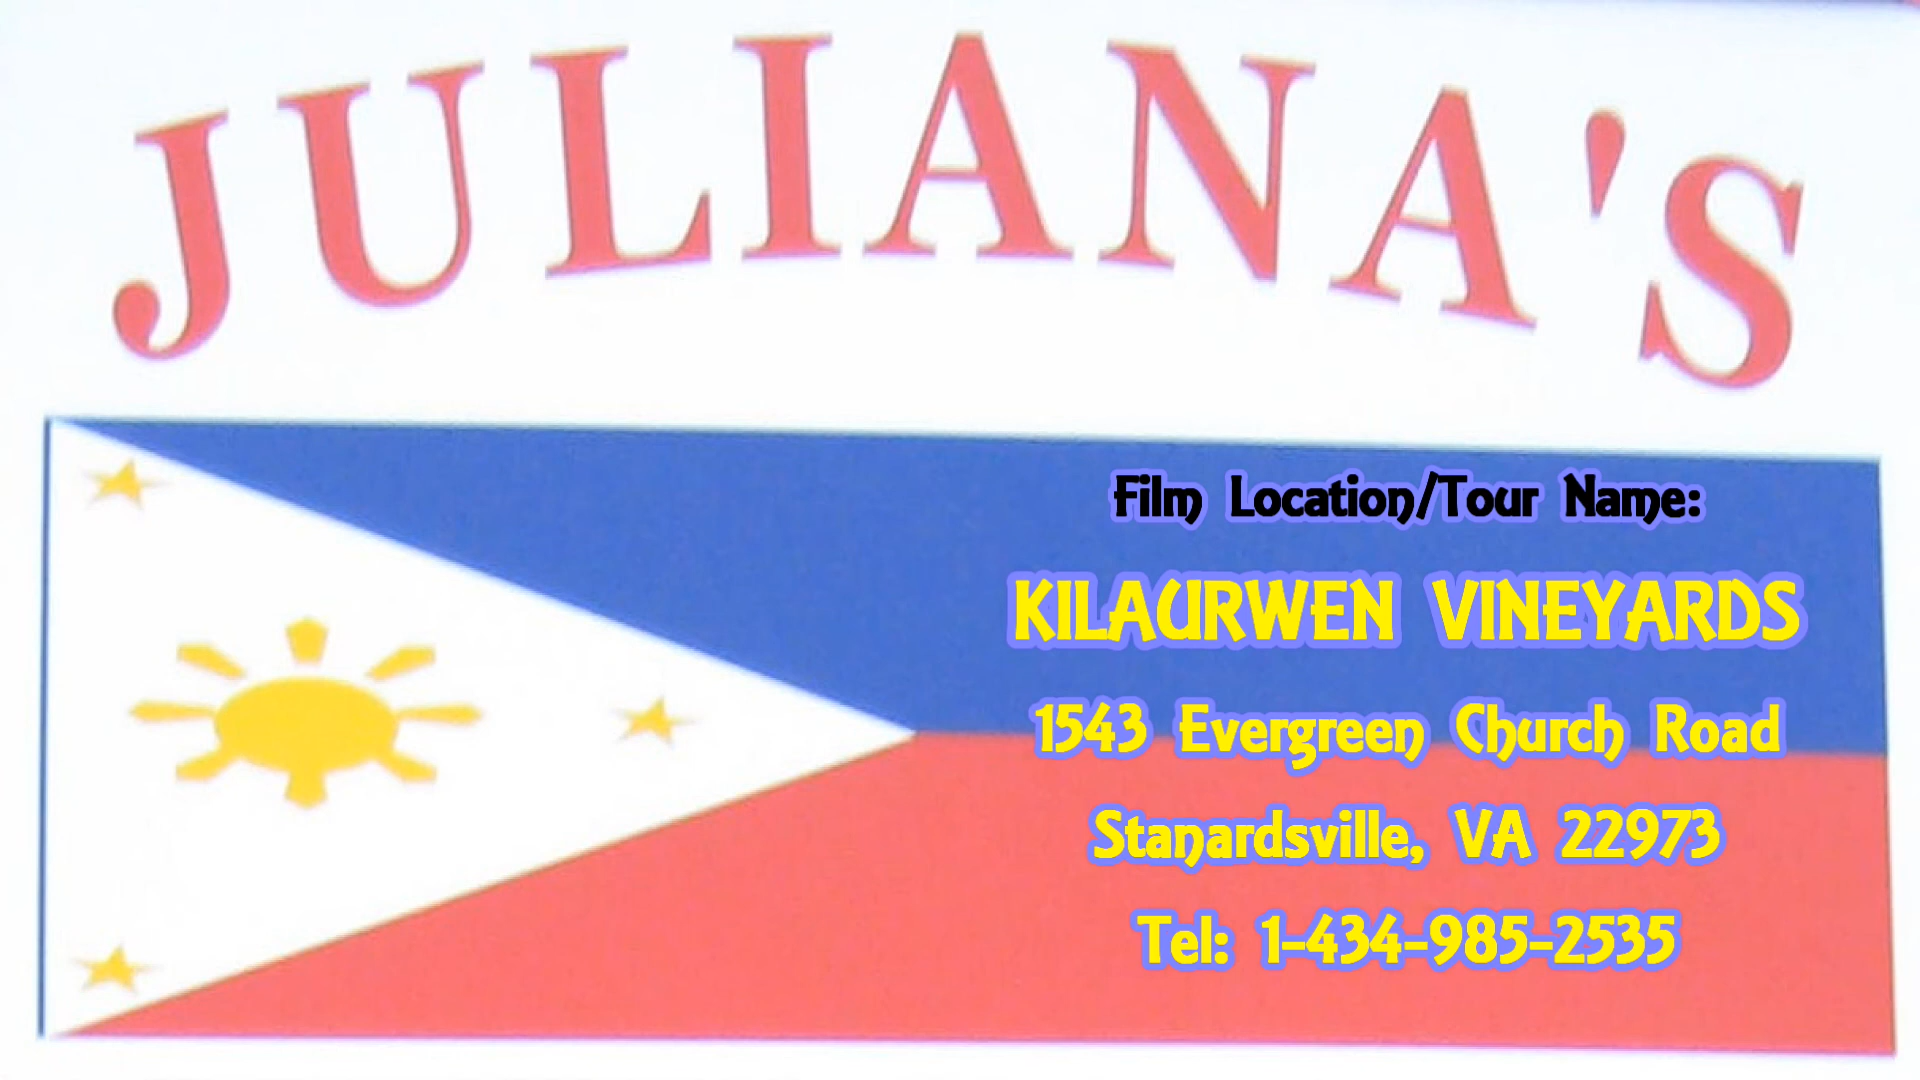 JULIANA'S
Film Location/Tour Name:
KILAURWEN VINEYARDS
1543 Evergreen Church Road
Stanardsville, VA 22973
Tel: 1-434-985-2535